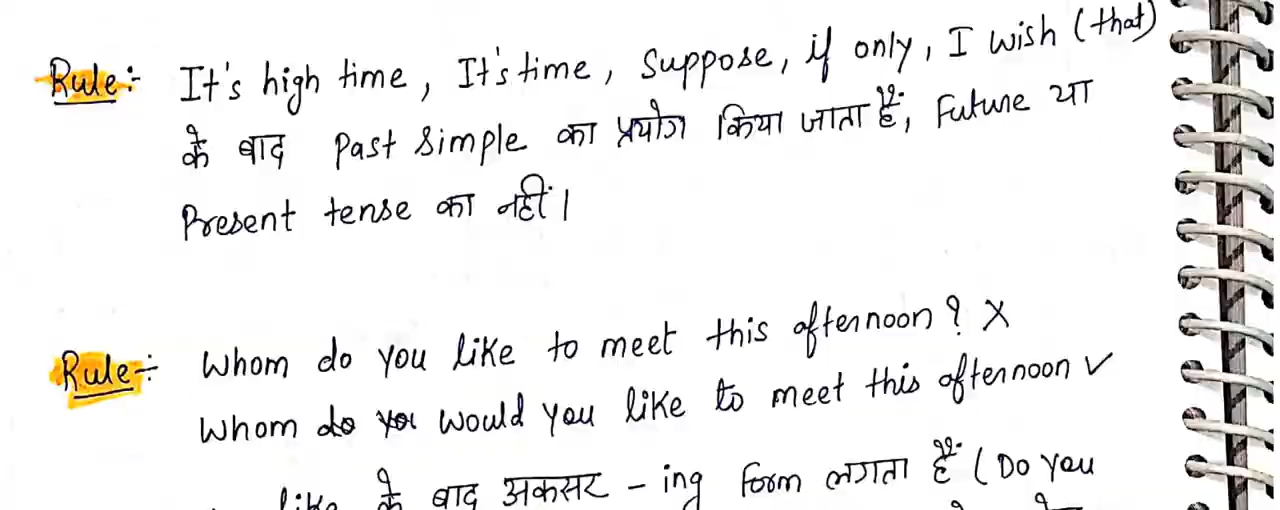 Rule:- It's high time, It's time, Suppose, if only, I wish (that)
के बाद Past Simple का प्रयोग किया जाता है, Future या
Present tense का नहीं।
Rule:- Whom do you like to meet this afternoon? X
Whom do you would you like to meet this afternoon ✓
like के बाद अकसर -ing form लगता है (Do you